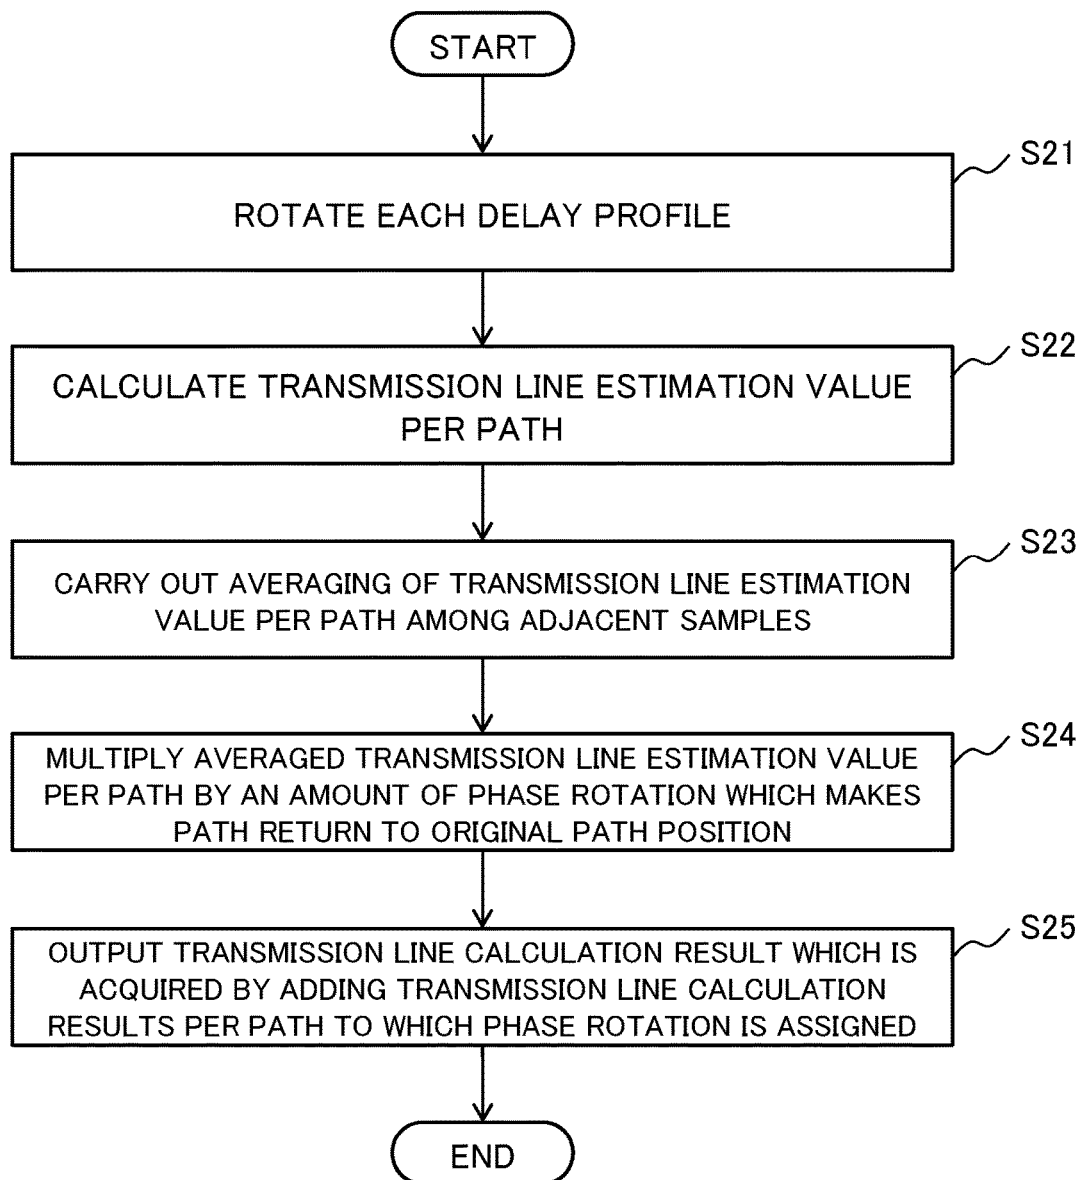 START
S21
ROTATE EACH DELAY PROFILE
S22
CALCULATE TRANSMISSION LINE ESTIMATION VALUE
PER PATH
S23
CARRY OUT AVERAGING OF TRANSMISSION LINE ESTIMATION
VALUE PER PATH AMONG ADJACENT SAMPLES
S24
MULTIPLY AVERAGED TRANSMISSION LINE ESTIMATION VALUE
PER PATH BY AN AMOUNT OF PHASE ROTATION WHICH MAKES
PATH RETURN TO ORIGINAL PATH POSITION
S25
OUTPUT TRANSMISSION LINE CALCULATION RESULT WHICH IS
ACQUIRED BY ADDING TRANSMISSION LINE CALCULATION
RESULTS PER PATH TO WHICH PHASE ROTATION IS ASSIGNED
END